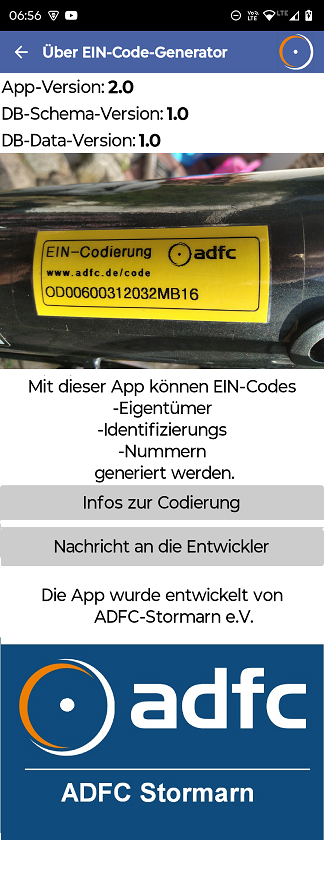 06:56
Über EIN-Code-Generator
App-Version: 2.0
DB-Schema-Version: 1.0
DB-Data-Version: 1.0
EIN-Codierung adfc
www.adfc.de/code
OD00600312032MB16
Mit dieser App können EIN-Codes
-Eigentümer
-Identifizierungs
-Nummern
generiert werden.
Infos zur Codierung
Nachricht an die Entwickler
Die App wurde entwickelt von
ADFC-Stormarn e.V.
adfc
ADFC Stormarn